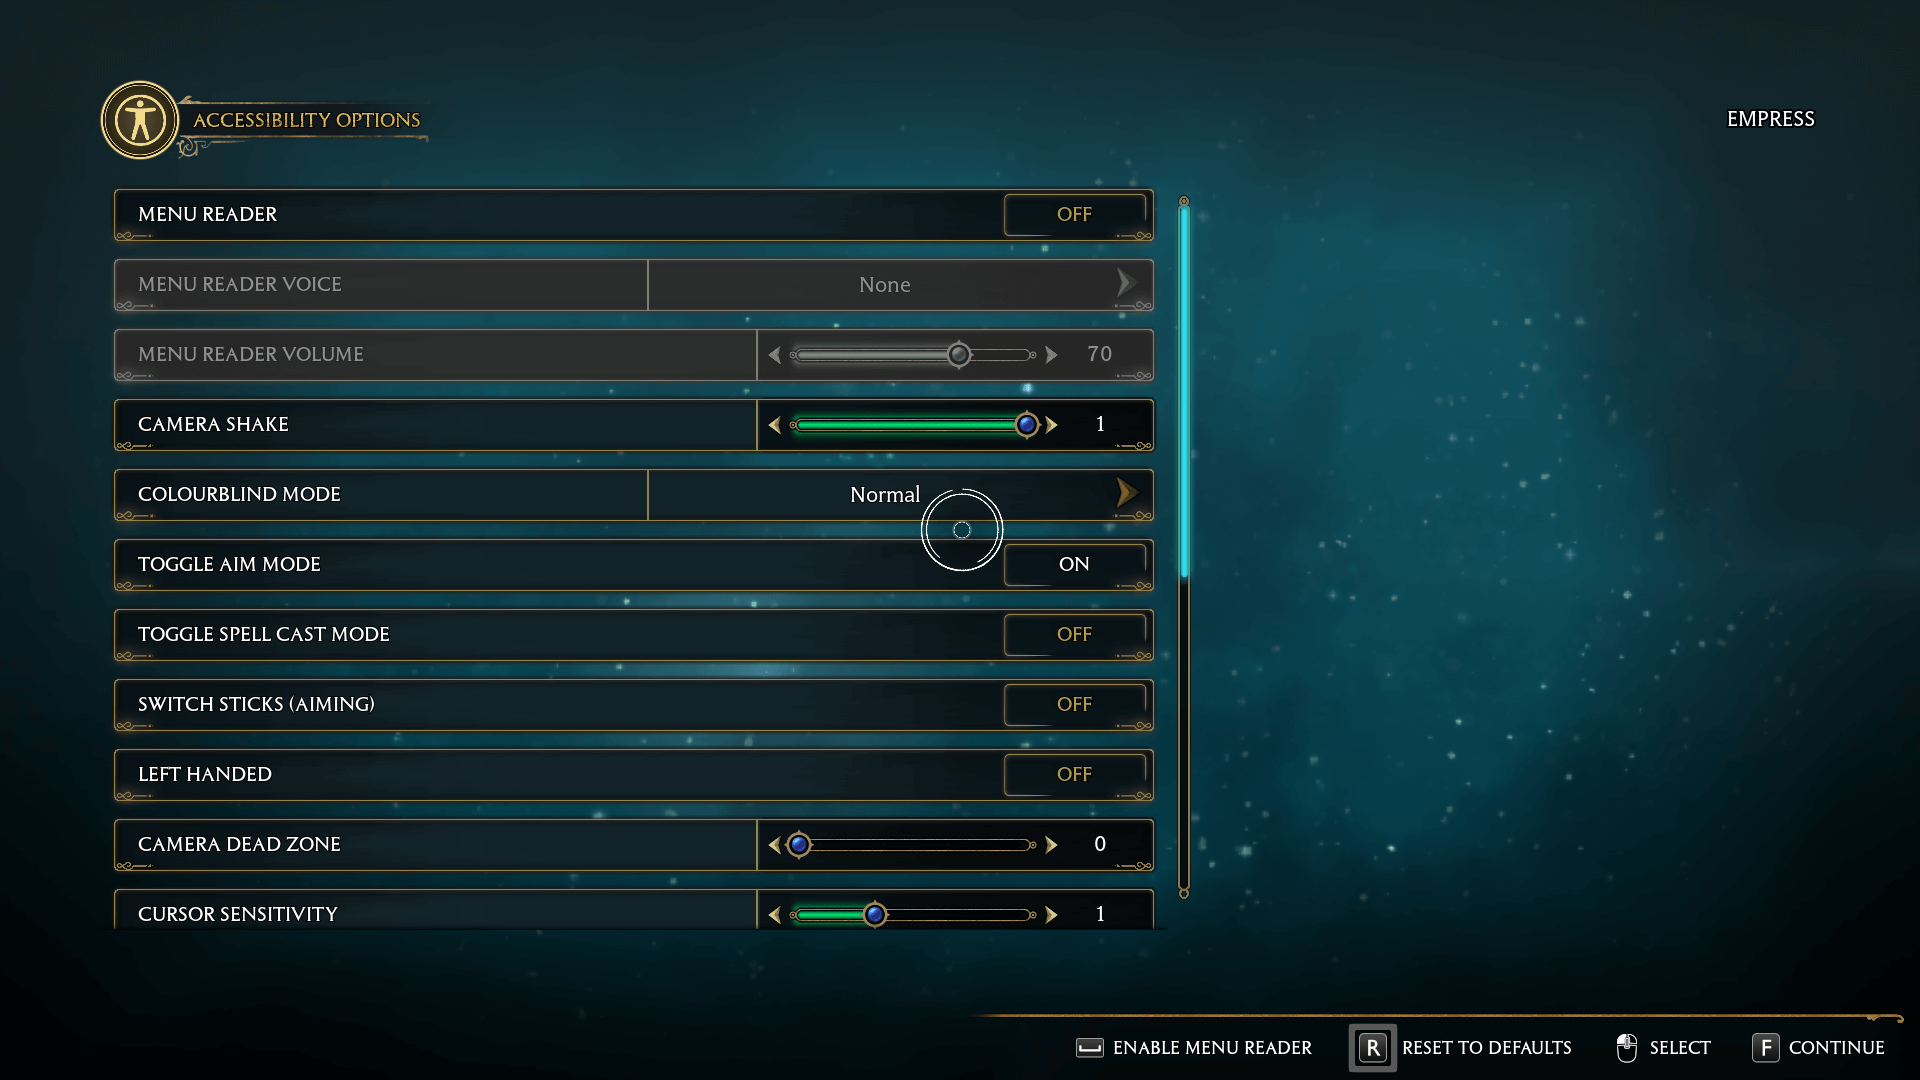 ACCESSIBILITY OPTIONS
EMPRESS
MENU READER OFF
MENU READER VOICE None
MENU READER VOLUME 70
CAMERA SHAKE 1
COLOURBLIND MODE Normal
TOGGLE AIM MODE ON
TOGGLE SPELL CAST MODE OFF
SWITCH STICKS (AIMING) OFF
LEFT HANDED OFF
CAMERA DEAD ZONE 0
CURSOR SENSITIVITY 1
ENABLE MENU READER R RESET TO DEFAULTS SELECT F CONTINUE